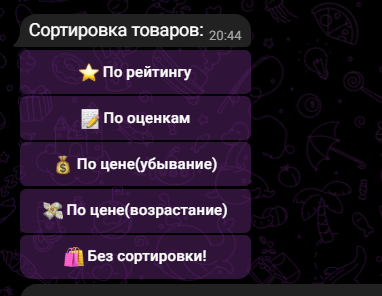 Сортировка товаров: 20:44
⭐ По рейтингу
📝 По оценкам
💰 По цене(убывание)
💸 По цене(возрастание)
🛍️ Без сортировки!